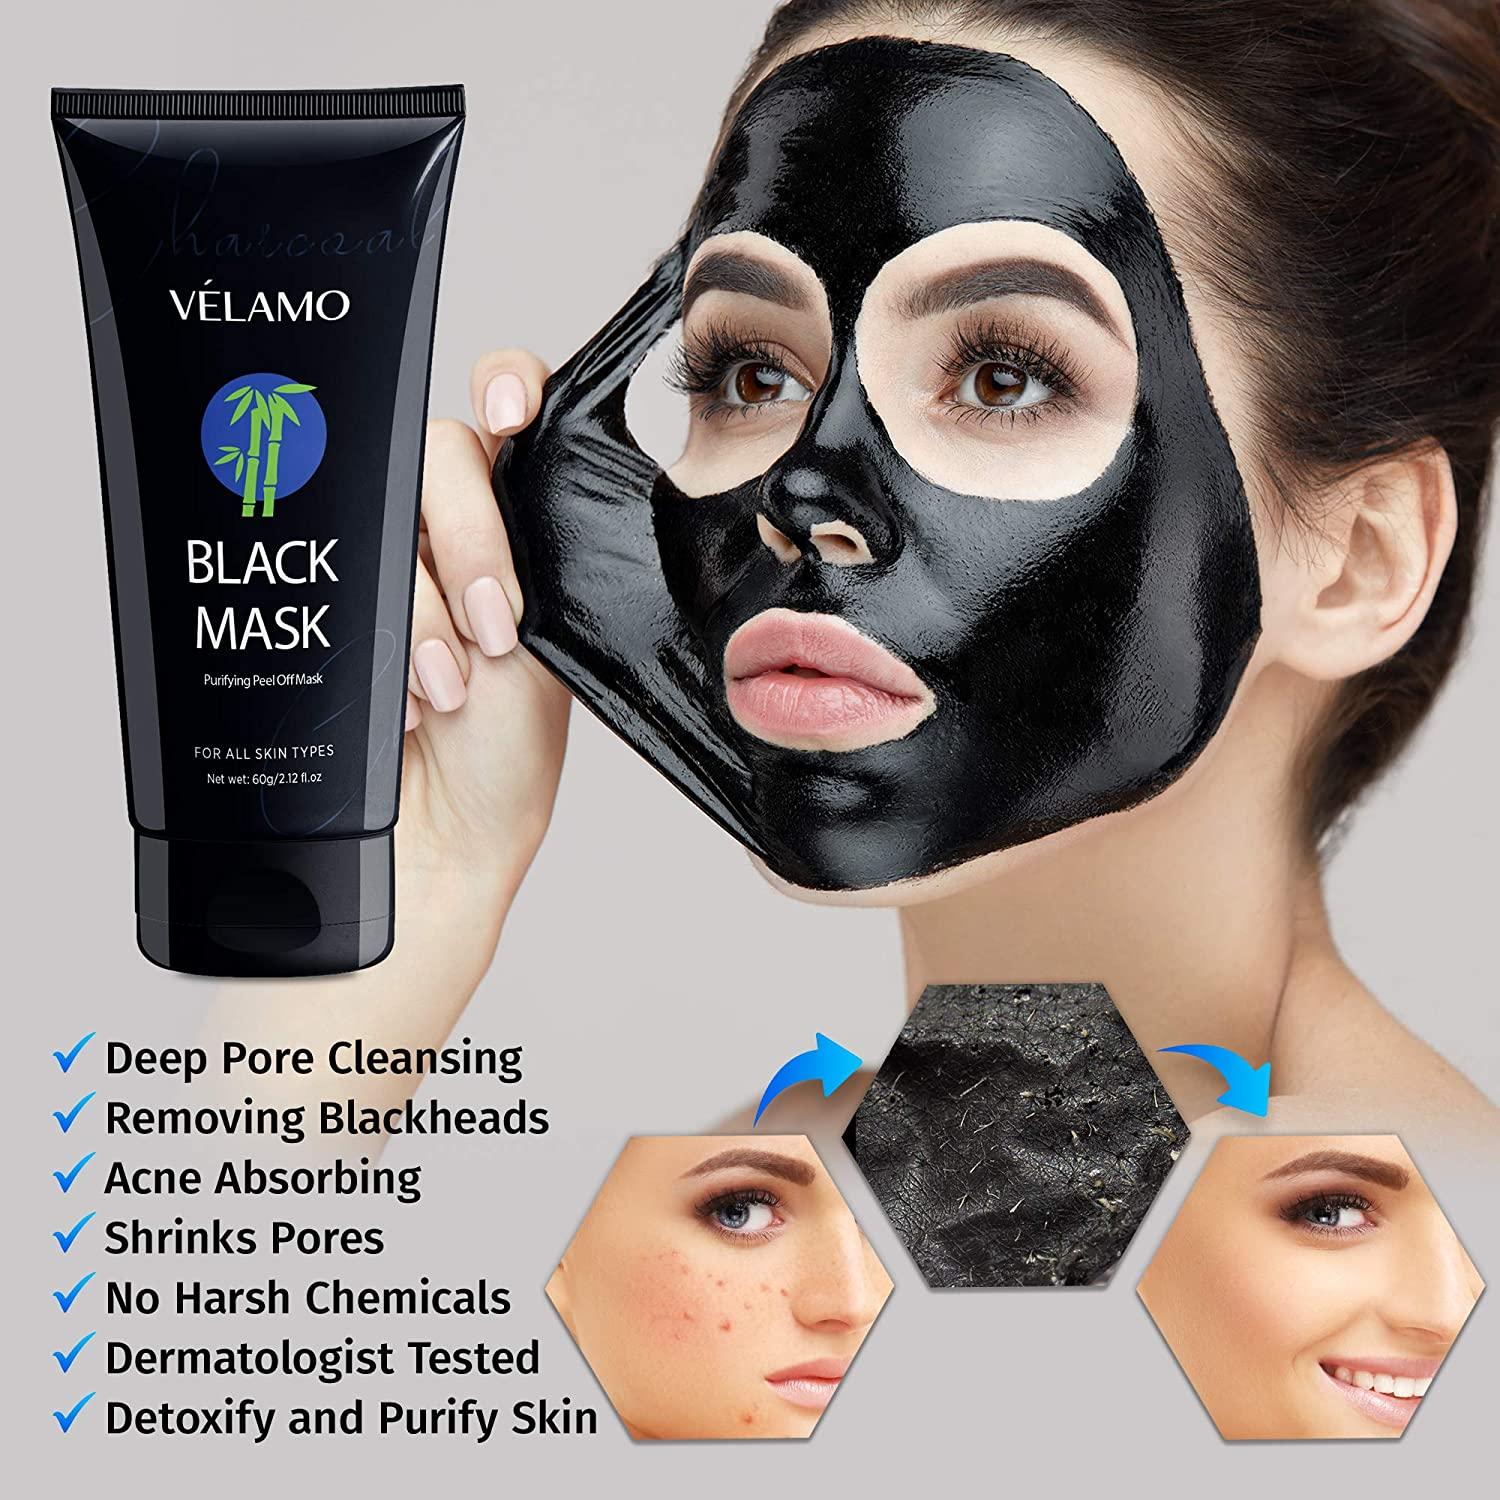 Charcoal
VÉLAMO
BLACK
MASK
Purifying Peel Off Mask
FOR ALL SKIN TYPES
Net wet: 60g/2.12 fl.oz
Deep Pore Cleansing
Removing Blackheads
Acne Absorbing
Shrinks Pores
No Harsh Chemicals
Dermatologist Tested
Detoxify and Purify Skin